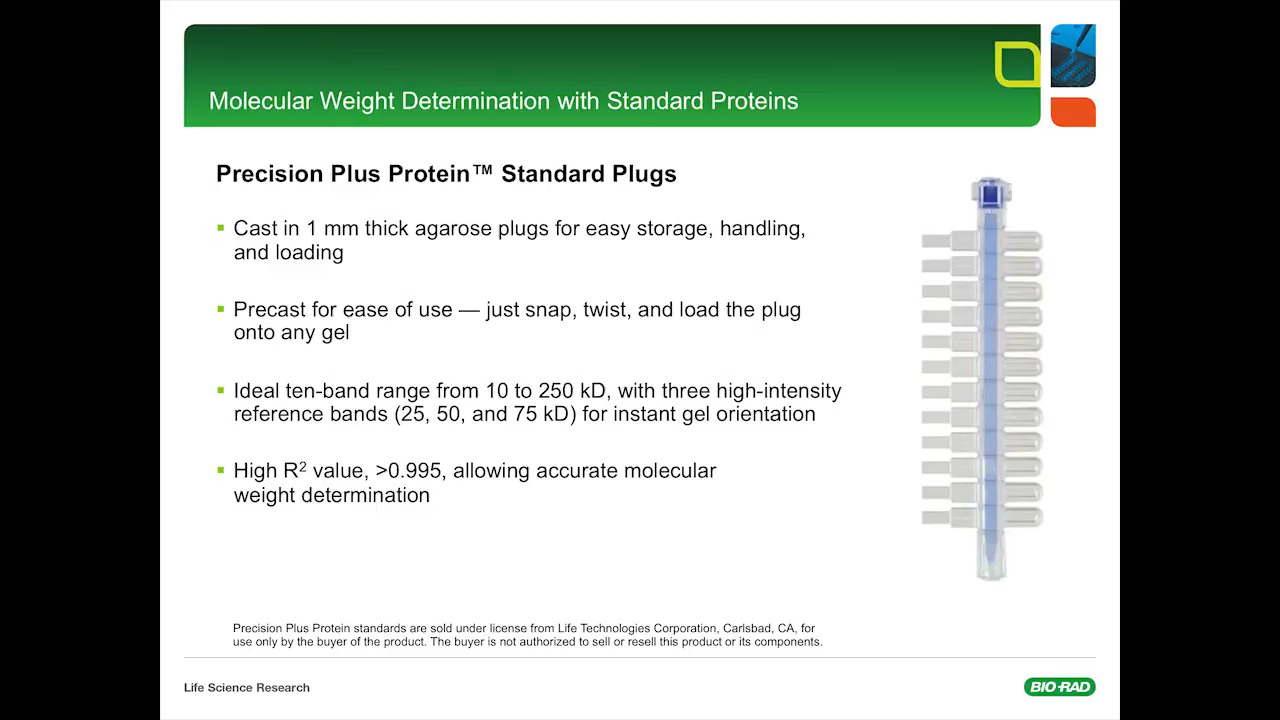 Molecular Weight Determination with Standard Proteins
Precision Plus Protein™ Standard Plugs
▪ Cast in 1 mm thick agarose plugs for easy storage, handling,
and loading
▪ Precast for ease of use — just snap, twist, and load the plug
onto any gel
▪ Ideal ten-band range from 10 to 250 kD, with three high-intensity
reference bands (25, 50, and 75 kD) for instant gel orientation
▪ High R² value, >0.995, allowing accurate molecular
weight determination
Precision Plus Protein standards are sold under license from Life Technologies Corporation, Carlsbad, CA, for
use only by the buyer of the product. The buyer is not authorized to sell or resell this product or its components.
Life Science Research
BIO-RAD